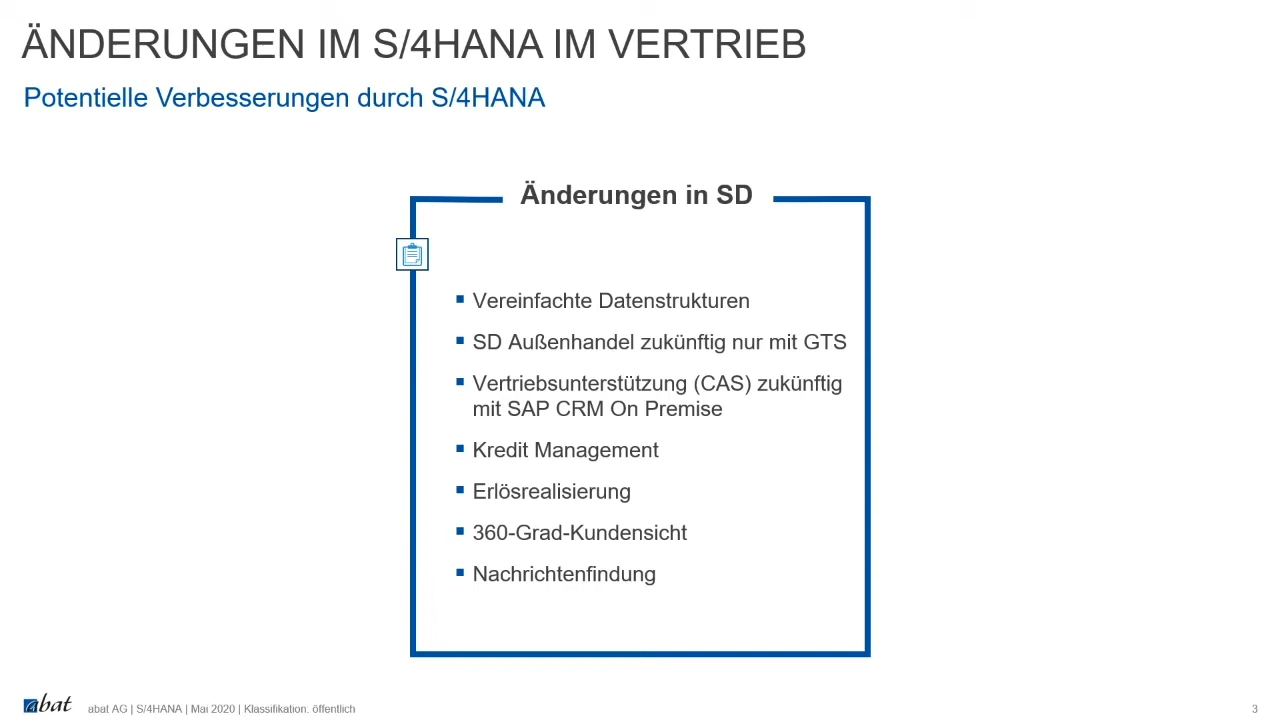 ÄNDERUNGEN IM S/4HANA IM VERTRIEB
Potentielle Verbesserungen durch S/4HANA
Änderungen in SD
▪ Vereinfachte Datenstrukturen
▪ SD Außenhandel zukünftig nur mit GTS
▪ Vertriebsunterstützung (CAS) zukünftig
mit SAP CRM On Premise
▪ Kredit Management
▪ Erlösrealisierung
▪ 360-Grad-Kundensicht
▪ Nachrichtenfindung
abat
abat AG | S/4HANA | Mai 2020 | Klassifikation: öffentlich
3